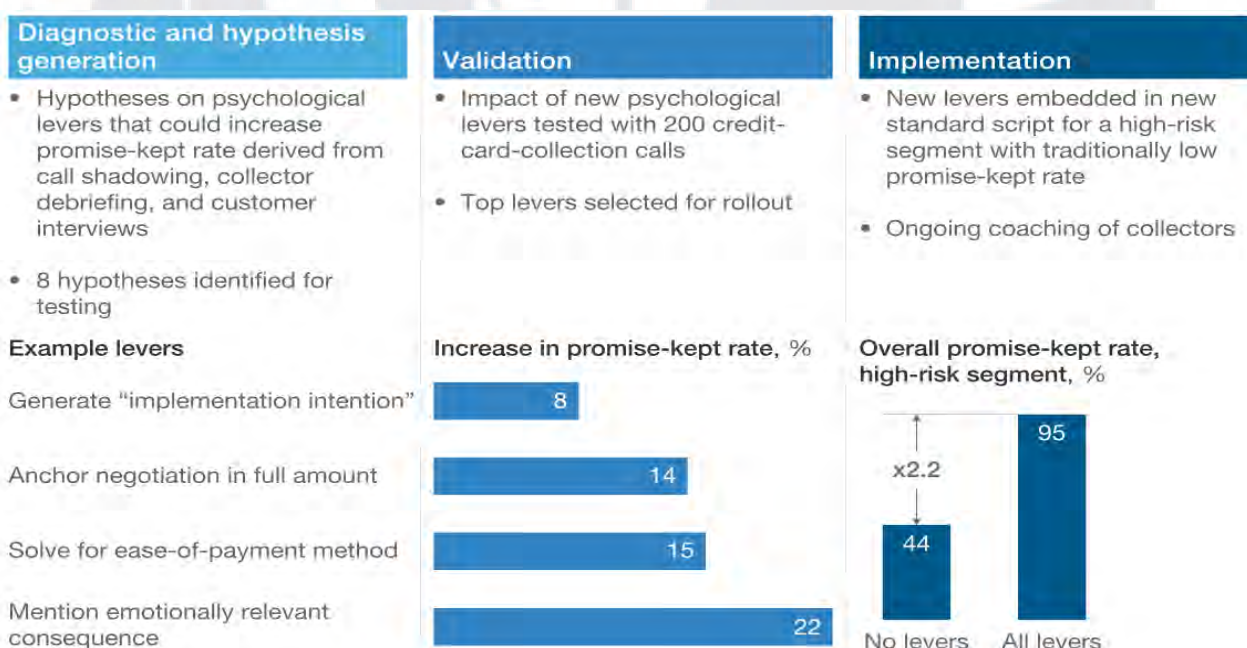 Diagnostic and hypothesis
generation
• Hypotheses on psychological
levers that could increase
promise-kept rate derived from
call shadowing, collector
debriefing, and customer
interviews
• 8 hypotheses identified for
testing
Validation
• Impact of new psychological
levers tested with 200 credit-
card-collection calls
• Top levers selected for rollout
Implementation
• New levers embedded in new
standard script for a high-risk
segment with traditionally low
promise-kept rate
• Ongoing coaching of collectors
Example levers
Generate “implementation intention”
Anchor negotiation in full amount
Solve for ease-of-payment method
Mention emotionally relevant
consequence
Increase in promise-kept rate, %
8
14
15
22
Overall promise-kept rate,
high-risk segment, %
95
x2.2
44
No levers All levers